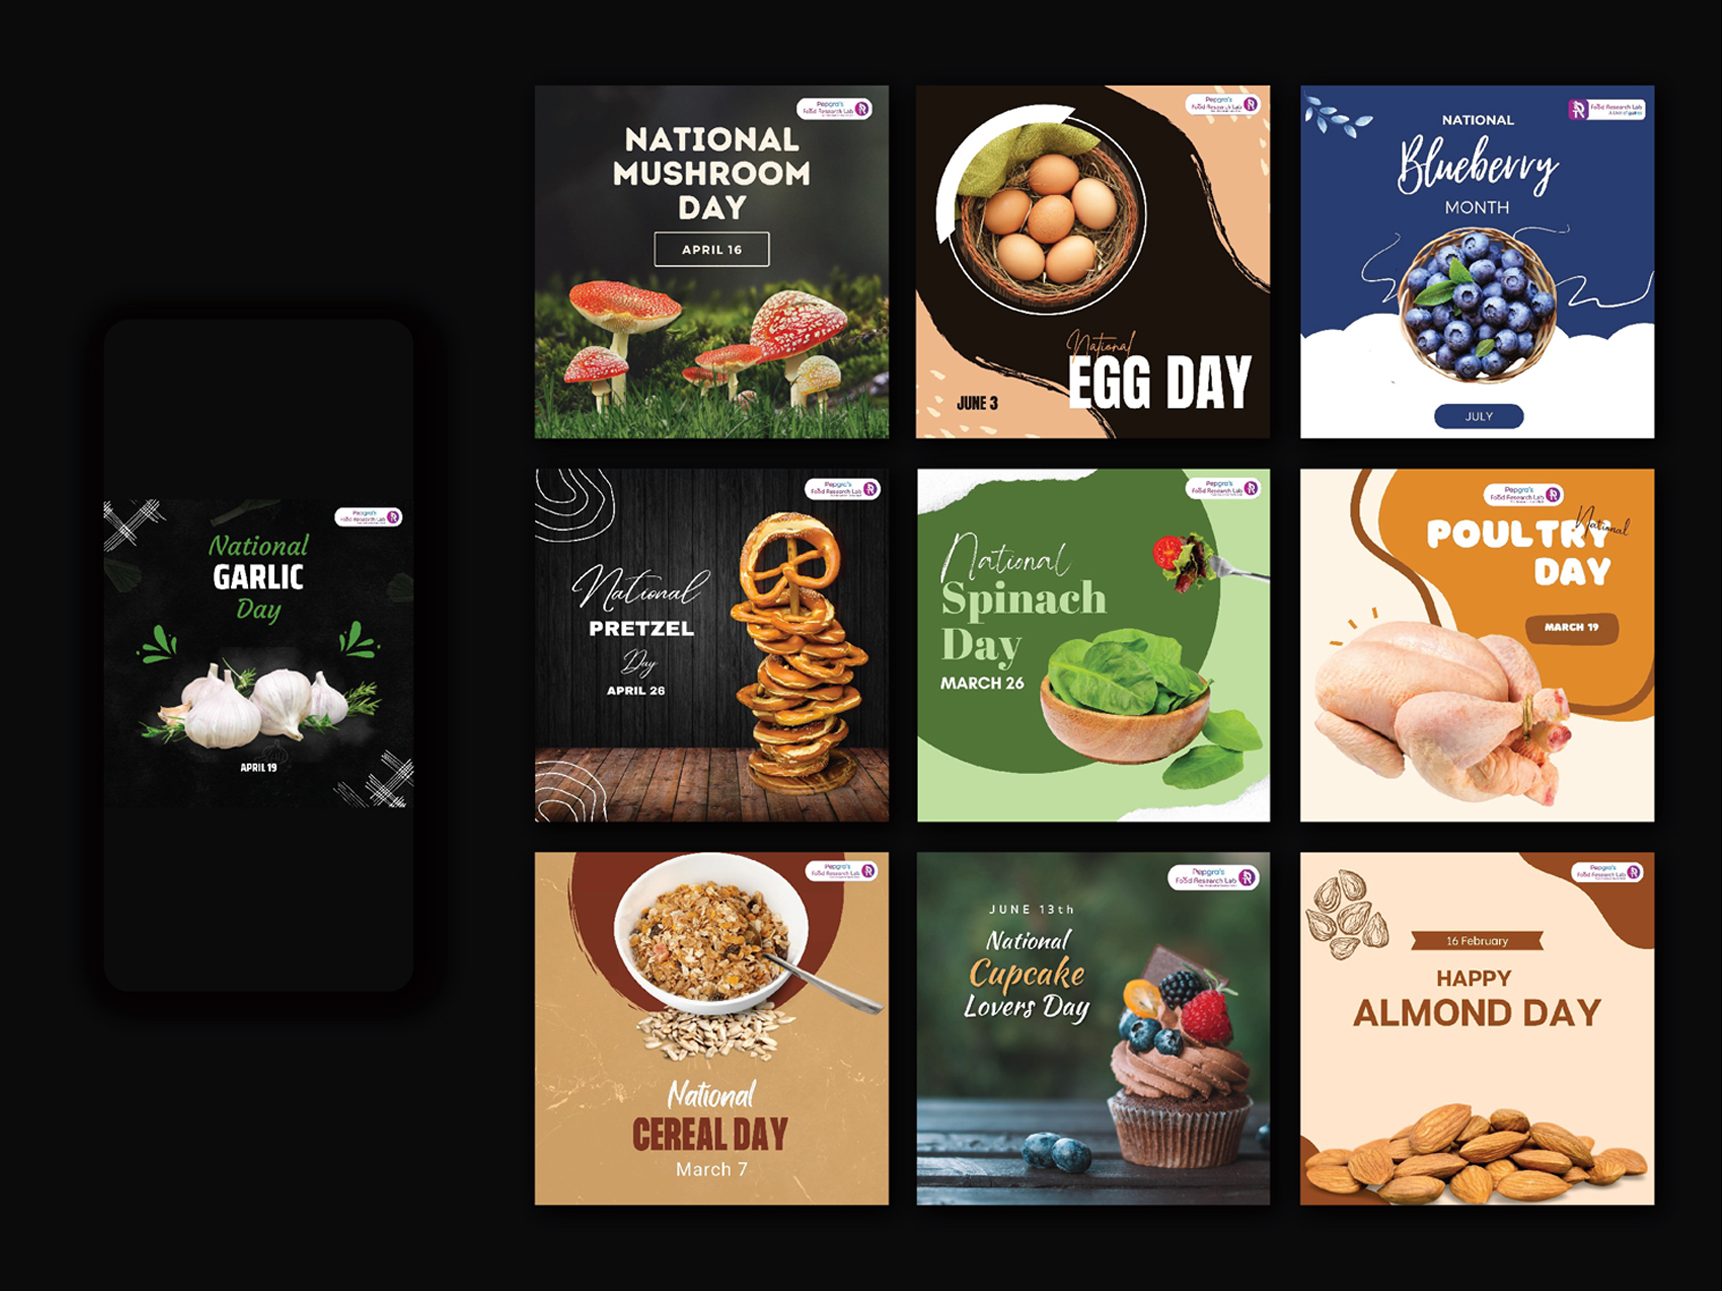 Pepgra's
Food Research Lab
National
GARLIC
Day
APRIL 19
Pepgra's
Food Research Lab
NATIONAL
MUSHROOM
DAY
APRIL 16
Pepgra's
Food Research Lab
National
EGG DAY
JUNE 3
Food Research Lab
NATIONAL
Blueberry
MONTH
JULY
Pepgra's
Food Research Lab
National
PRETZEL
Day
APRIL 26
Pepgra's
Food Research Lab
National
Spinach
Day
MARCH 26
Pepgra's
Food Research Lab
National
POULTRY
DAY
MARCH 19
Pepgra's
Food Research Lab
National
CEREAL DAY
March 7
Pepgra's
Food Research Lab
JUNE 13th
National
Cupcake
Lovers Day
Pepgra's
Food Research Lab
16 February
HAPPY
ALMOND DAY